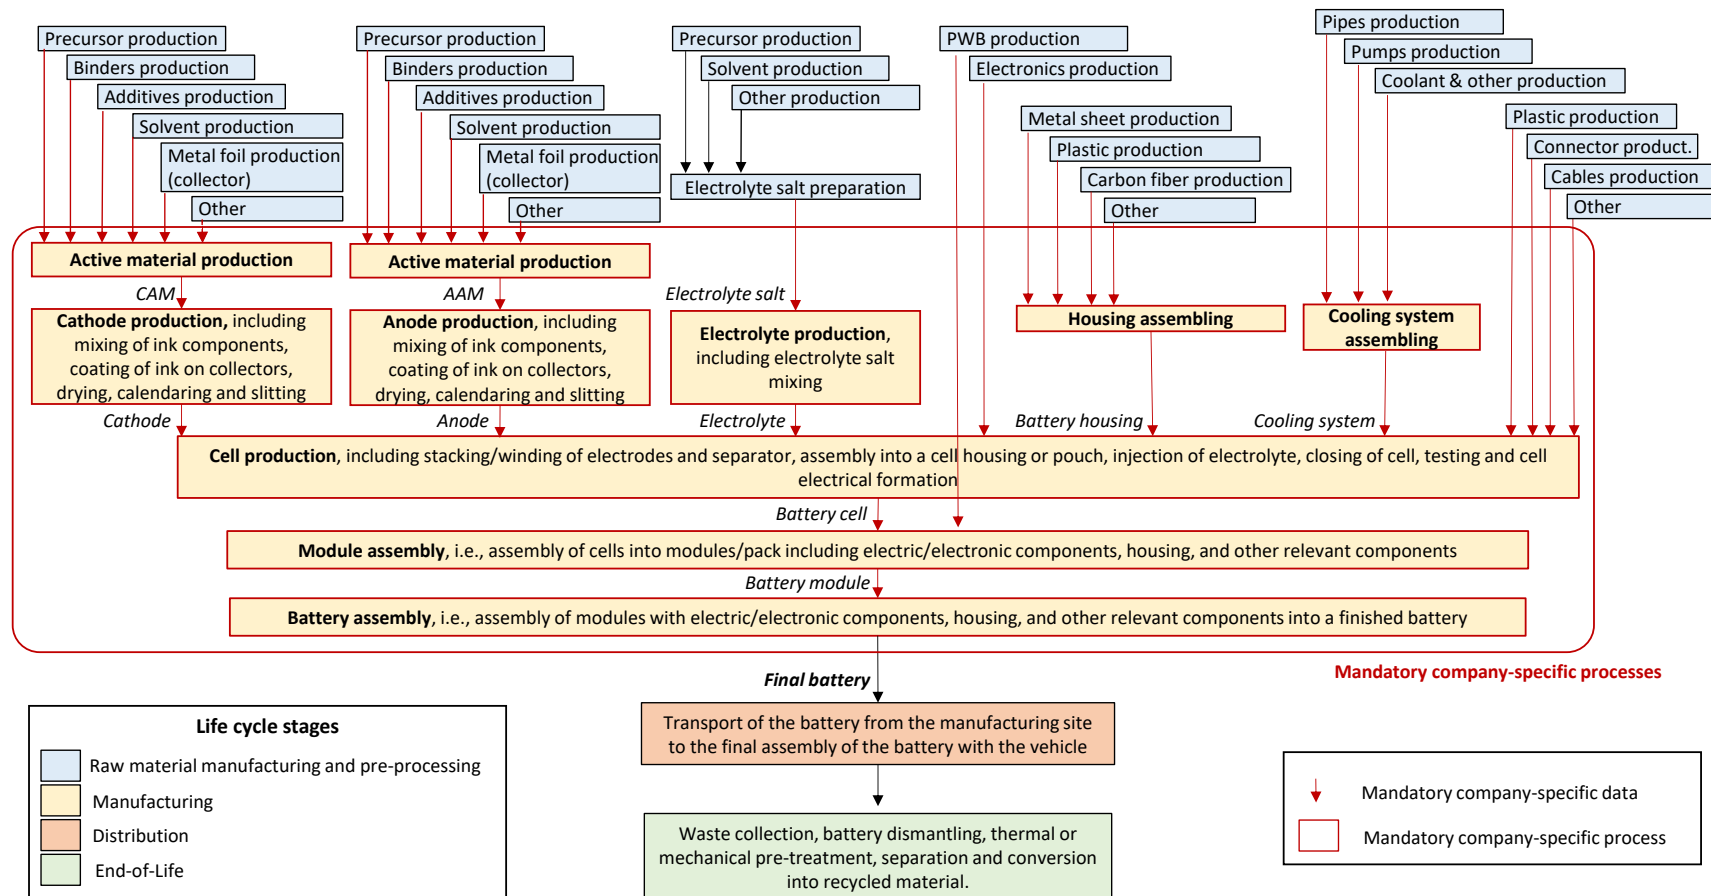 Precursor production
Binders production
Additives production
Solvent production
Metal foil production
(collector)
Other
Precursor production
Binders production
Additives production
Solvent production
Metal foil production
(collector)
Other
Precursor production
Solvent production
Other production
Electrolyte salt preparation
PWB production
Electronics production
Metal sheet production
Plastic production
Carbon fiber production
Other
Pipes production
Pumps production
Coolant & other production
Plastic production
Connector product.
Cables production
Other
Active material production
Active material production
CAM
AAM
Electrolyte salt
Cathode production, including
mixing of ink components,
coating of ink on collectors,
drying, calendaring and slitting
Anode production, including
mixing of ink components,
coating of ink on collectors,
drying, calendaring and slitting
Electrolyte production,
including electrolyte salt
mixing
Housing assembling
Cooling system
assembling
Cathode
Anode
Electrolyte
Battery housing
Cooling system
Cell production, including stacking/winding of electrodes and separator, assembly into a cell housing or pouch, injection of electrolyte, closing of cell, testing and cell
electrical formation
Battery cell
Module assembly, i.e., assembly of cells into modules/pack including electric/electronic components, housing, and other relevant components
Battery module
Battery assembly, i.e., assembly of modules with electric/electronic components, housing, and other relevant components into a finished battery
Mandatory company-specific processes
Final battery
Transport of the battery from the manufacturing site
to the final assembly of the battery with the vehicle
Waste collection, battery dismantling, thermal or
mechanical pre-treatment, separation and conversion
into recycled material.
Life cycle stages
Raw material manufacturing and pre-processing
Manufacturing
Distribution
End-of-Life
Mandatory company-specific data
Mandatory company-specific process